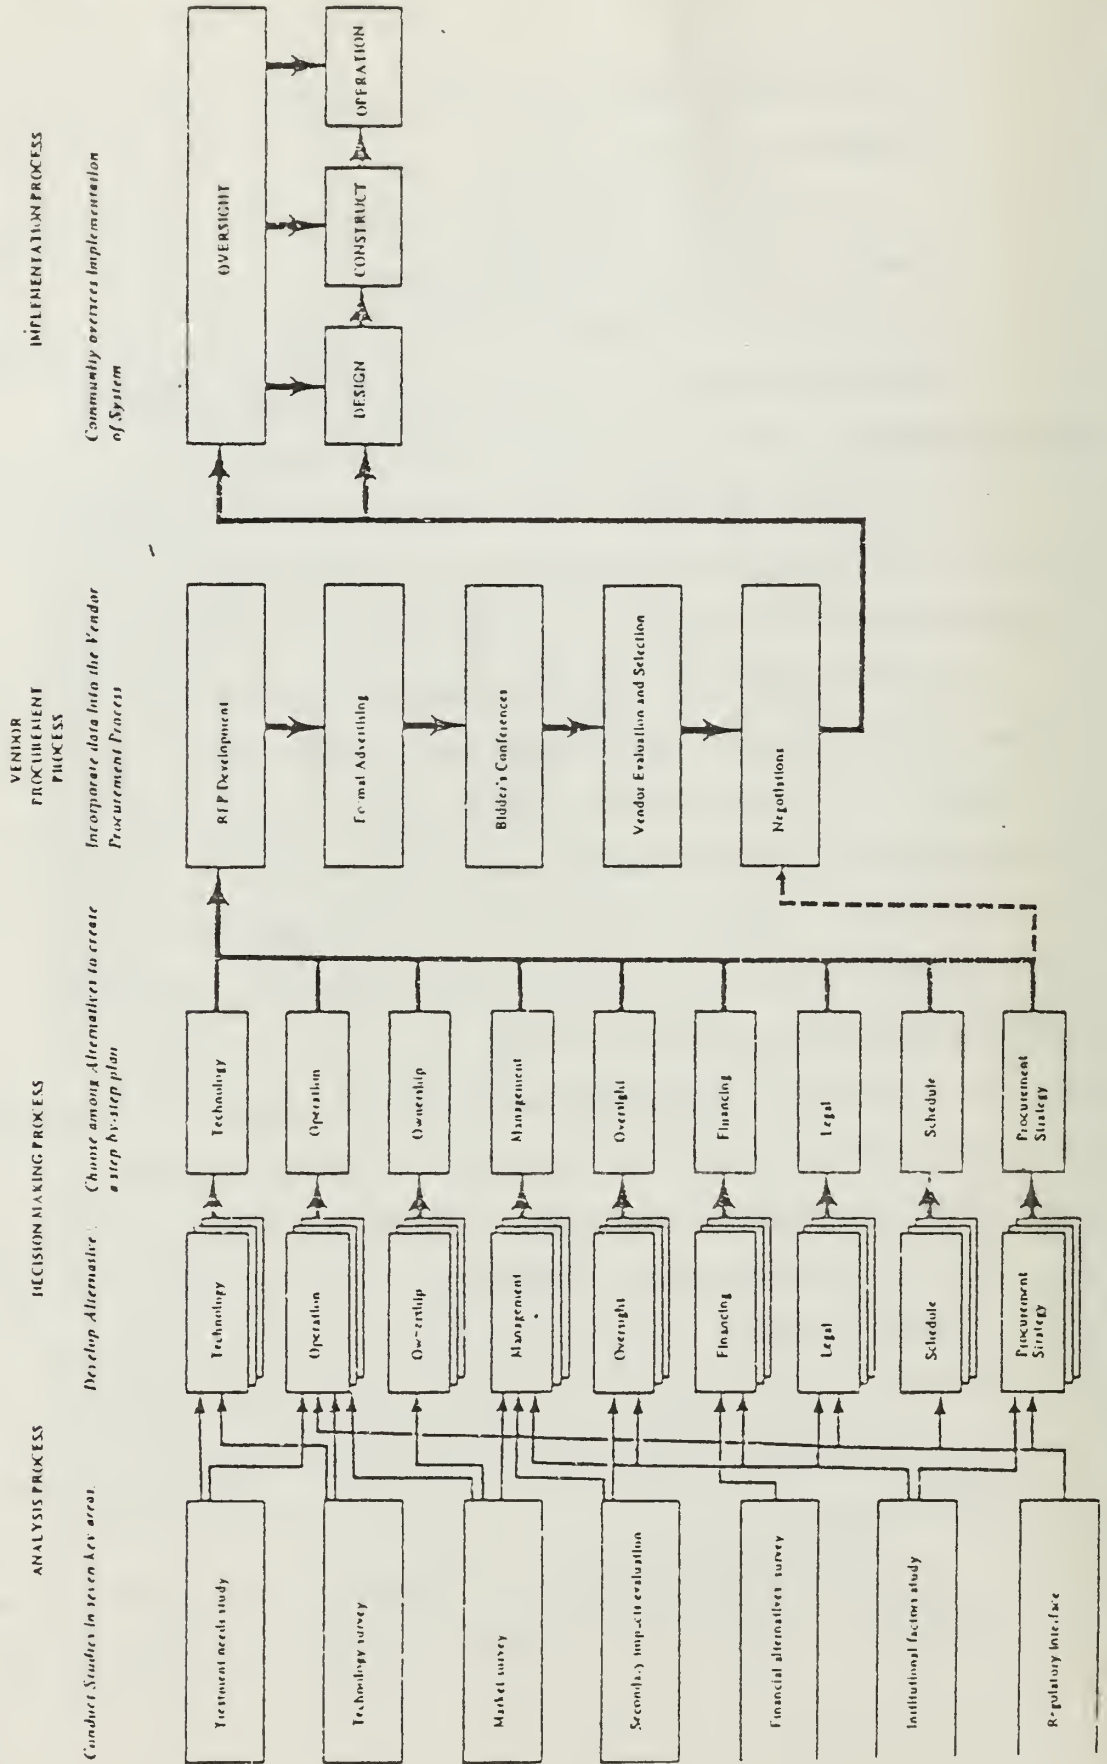 ANALYSIS PROCESS
Conduct Studies in seven key areas.
Treatment needs study
Technology survey
Market survey
Secondary impacts evaluation
Financial alternatives survey
Institutional factors study
Regulatory Interface
DECISION MAKING PROCESS
Develop Alternative
Technology
Operation
Ownership
Management
Oversight
Financing
Legal
Schedule
Procurement
Strategy
Choose among Alternatives to create
a step by-step plan
Technology
Operation
Ownership
Management
Oversight
Financing
Legal
Schedule
Procurement
Strategy
VENDOR
PROCUREMENT
PROCESS
Incorporate data into the Vendor
Procurement Process
RFP Development
Formal Advertising
Bidder's Conferences
Vendor Evaluation and Selection
Negotiations
IMPLEMENTATION PROCESS
Community oversees Implementation
of System
OVERSIGHT
DESIGN
CONSTRUCT
OPERATION